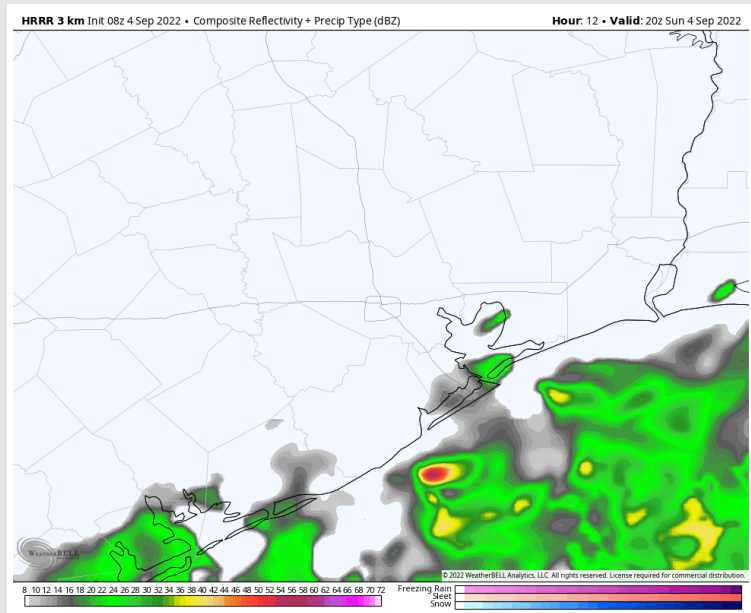 HRRR 3 km Init 08z 4 Sep 2022 • Composite Reflectivity + Precip Type (dBZ)
Hour: 12 • Valid: 20z Sun 4 Sep 2022
WEATHERBELL
© 2022 WeatherBELL Analytics, LLC. All rights reserved. License required for commercial distribution.
8 10 12 14 16 18 20 22 24 26 28 30 32 34 36 38 40 42 44 46 48 50 52 54 56 58 60 62 64 66 68 70 72
Freezing Rain
Sleet
Snow